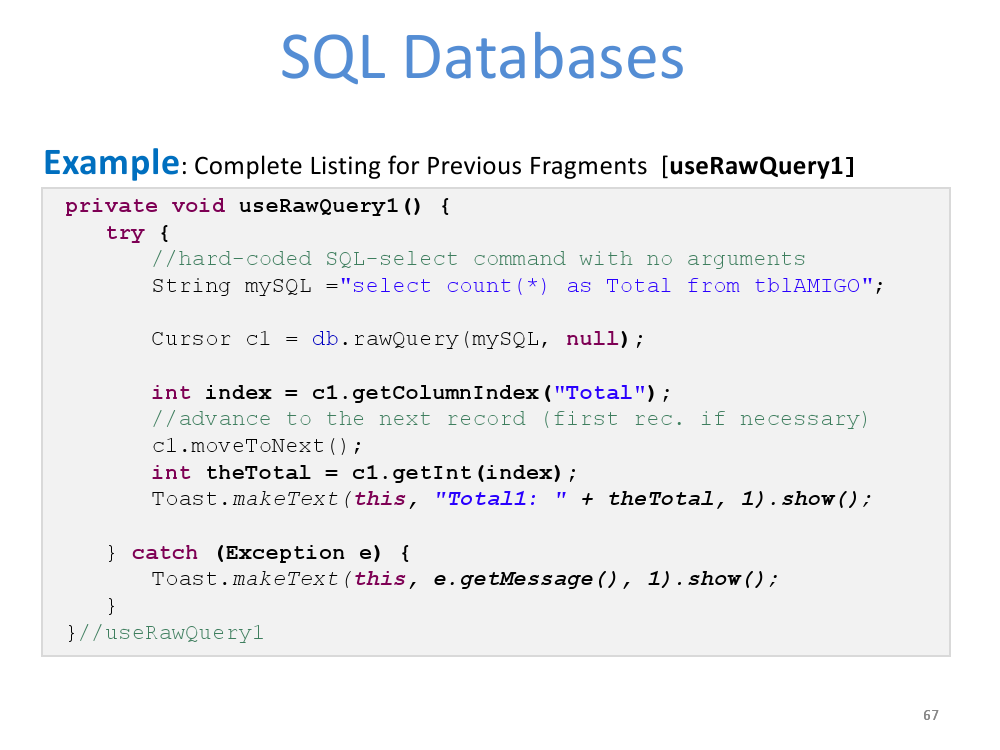 SQL Databases
Example: Complete Listing for Previous Fragments [useRawQuery1]
private void useRawQuery1() {
try {
//hard-coded SQL-select command with no arguments
String mySQL ="select count(*) as Total from tblAMIGO";
Cursor c1 = db.rawQuery(mySQL, null);
int index = c1.getColumnIndex("Total");
//advance to the next record (first rec. if necessary)
c1.moveToNext();
int theTotal = c1.getInt(index);
Toast.makeText(this, "Total1: " + theTotal, 1).show();
} catch (Exception e) {
Toast.makeText(this, e.getMessage(), 1).show();
}
}//useRawQuery1
67